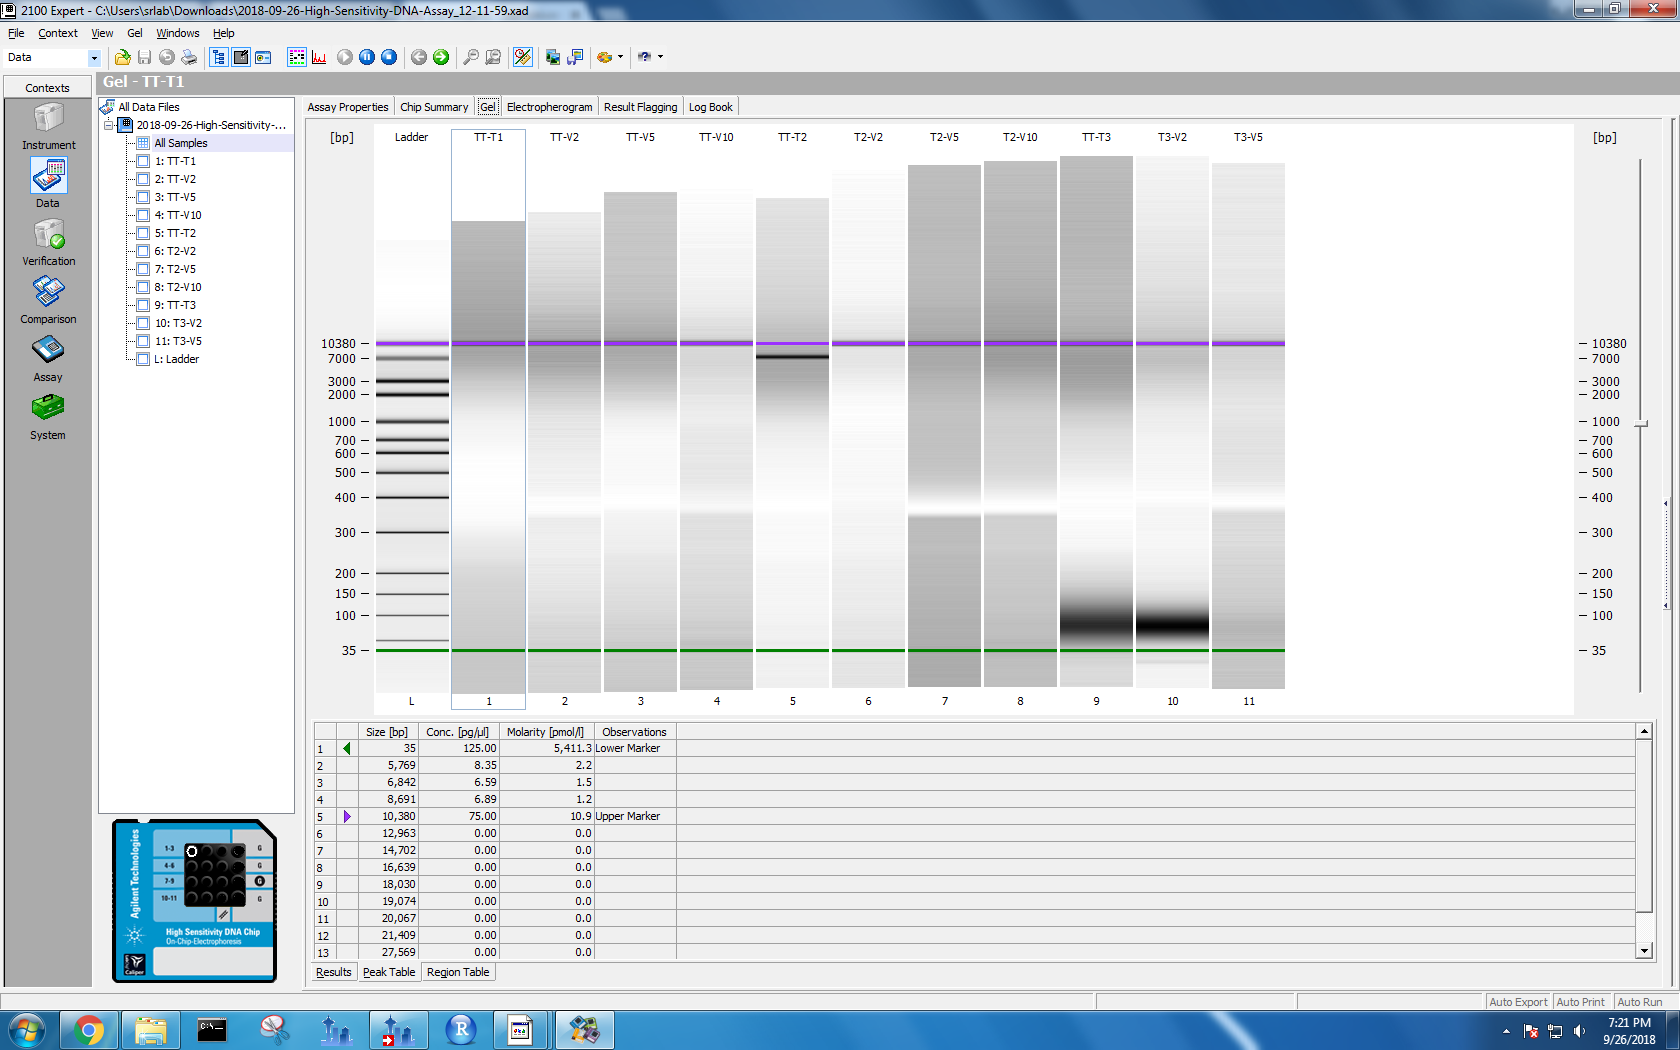 2100 Expert - C:\Users\srlab\Downloads\2018-09-26-High-Sensitivity-DNA-Assay_12-11-59.xad
File Context View Gel Windows Help
Data
Contexts
Instrument
Data
Verification
Comparison
Assay
System
Gel - TT-T1
All Data Files
2018-09-26-High-Sensitivity-...
All Samples
1: TT-T1
2: TT-V2
3: TT-V5
4: TT-V10
5: TT-T2
6: T2-V2
7: T2-V5
8: T2-V10
9: TT-T3
10: T3-V2
11: T3-V5
L: Ladder
Assay Properties Chip Summary Gel Electropherogram Result Flagging Log Book
[bp] Ladder TT-T1 TT-V2 TT-V5 TT-V10 TT-T2 T2-V2 T2-V5 T2-V10 TT-T3 T3-V2 T3-V5 [bp]
10380 10380
7000 7000
3000 3000
2000 2000
1000 1000
700 700
600 600
500 500
400 400
300 300
200 200
150 150
100 100
35 35
L 1 2 3 4 5 6 7 8 9 10 11
Size [bp] Conc. [pg/µl] Molarity [pmol/l] Observations
1 35 125.00 5,411.3 Lower Marker
2 5,769 8.35 2.2
3 6,842 6.59 1.5
4 8,691 6.89 1.2
5 10,380 75.00 10.9 Upper Marker
6 12,963 0.00 0.0
7 14,702 0.00 0.0
8 16,639 0.00 0.0
9 18,030 0.00 0.0
10 19,074 0.00 0.0
11 20,067 0.00 0.0
12 21,409 0.00 0.0
13 27,569 0.00 0.0
Results Peak Table Region Table
Agilent Technologies
1-3 G
4-6 G
7-9 G
10-11 G
High Sensitivity DNA Chip
On-Chip-Electrophoresis
Caliper
Auto Export Auto Print Auto Run
C:\_
R
7:21 PM
9/26/2018